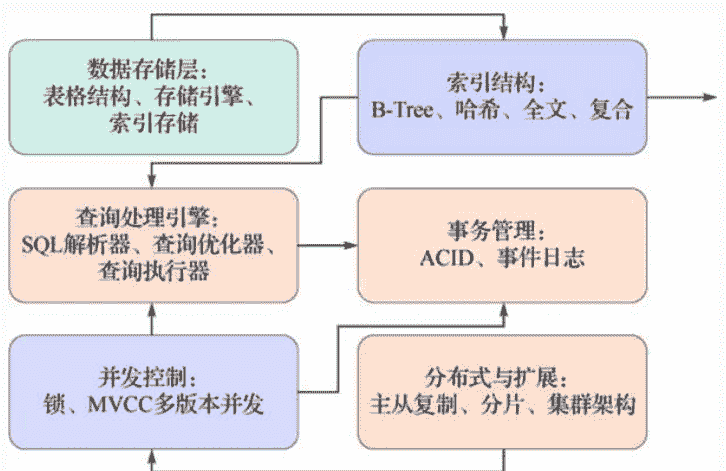 数据存储层：
表格结构、存储引擎、
索引存储
索引结构：
B-Tree、哈希、全文、复合
查询处理引擎：
SQL解析器、查询优化器、
查询执行器
事务管理：
ACID、事件日志
并发控制：
锁、MVCC多版本并发
分布式与扩展：
主从复制、分片、集群架构